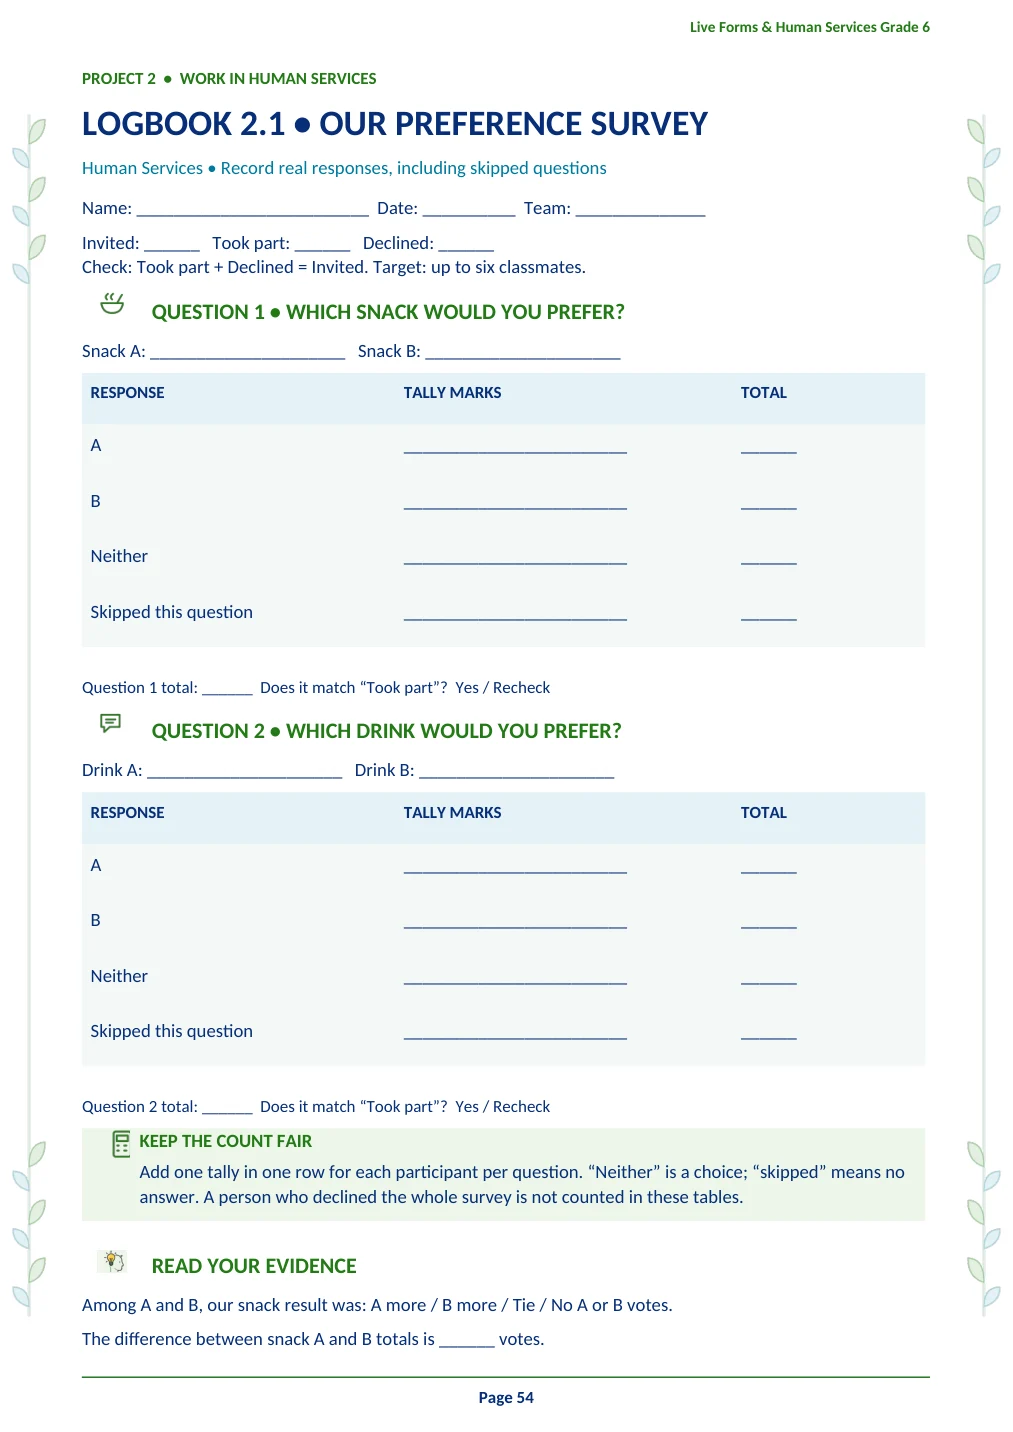 Live Forms & Human Services Grade 6
PROJECT 2 ● WORK IN HUMAN SERVICES
LOGBOOK 2.1 ● OUR PREFERENCE SURVEY
Human Services • Record real responses, including skipped questions
Name: _________________________ Date: __________ Team: ______________
Invited: ______ Took part: ______ Declined: ______
Check: Took part + Declined = Invited. Target: up to six classmates.
QUESTION 1 ● WHICH SNACK WOULD YOU PREFER?
Snack A: _____________________ Snack B: _____________________
RESPONSE TALLY MARKS TOTAL
A ________________________ ______
B ________________________ ______
Neither ________________________ ______
Skipped this question ________________________ ______
Question 1 total: ______ Does it match “Took part”? Yes / Recheck
QUESTION 2 ● WHICH DRINK WOULD YOU PREFER?
Drink A: _____________________ Drink B: _____________________
RESPONSE TALLY MARKS TOTAL
A ________________________ ______
B ________________________ ______
Neither ________________________ ______
Skipped this question ________________________ ______
Question 2 total: ______ Does it match “Took part”? Yes / Recheck
KEEP THE COUNT FAIR
Add one tally in one row for each participant per question. “Neither” is a choice; “skipped” means no
answer. A person who declined the whole survey is not counted in these tables.
READ YOUR EVIDENCE
Among A and B, our snack result was: A more / B more / Tie / No A or B votes.
The difference between snack A and B totals is ______ votes.
Page 54